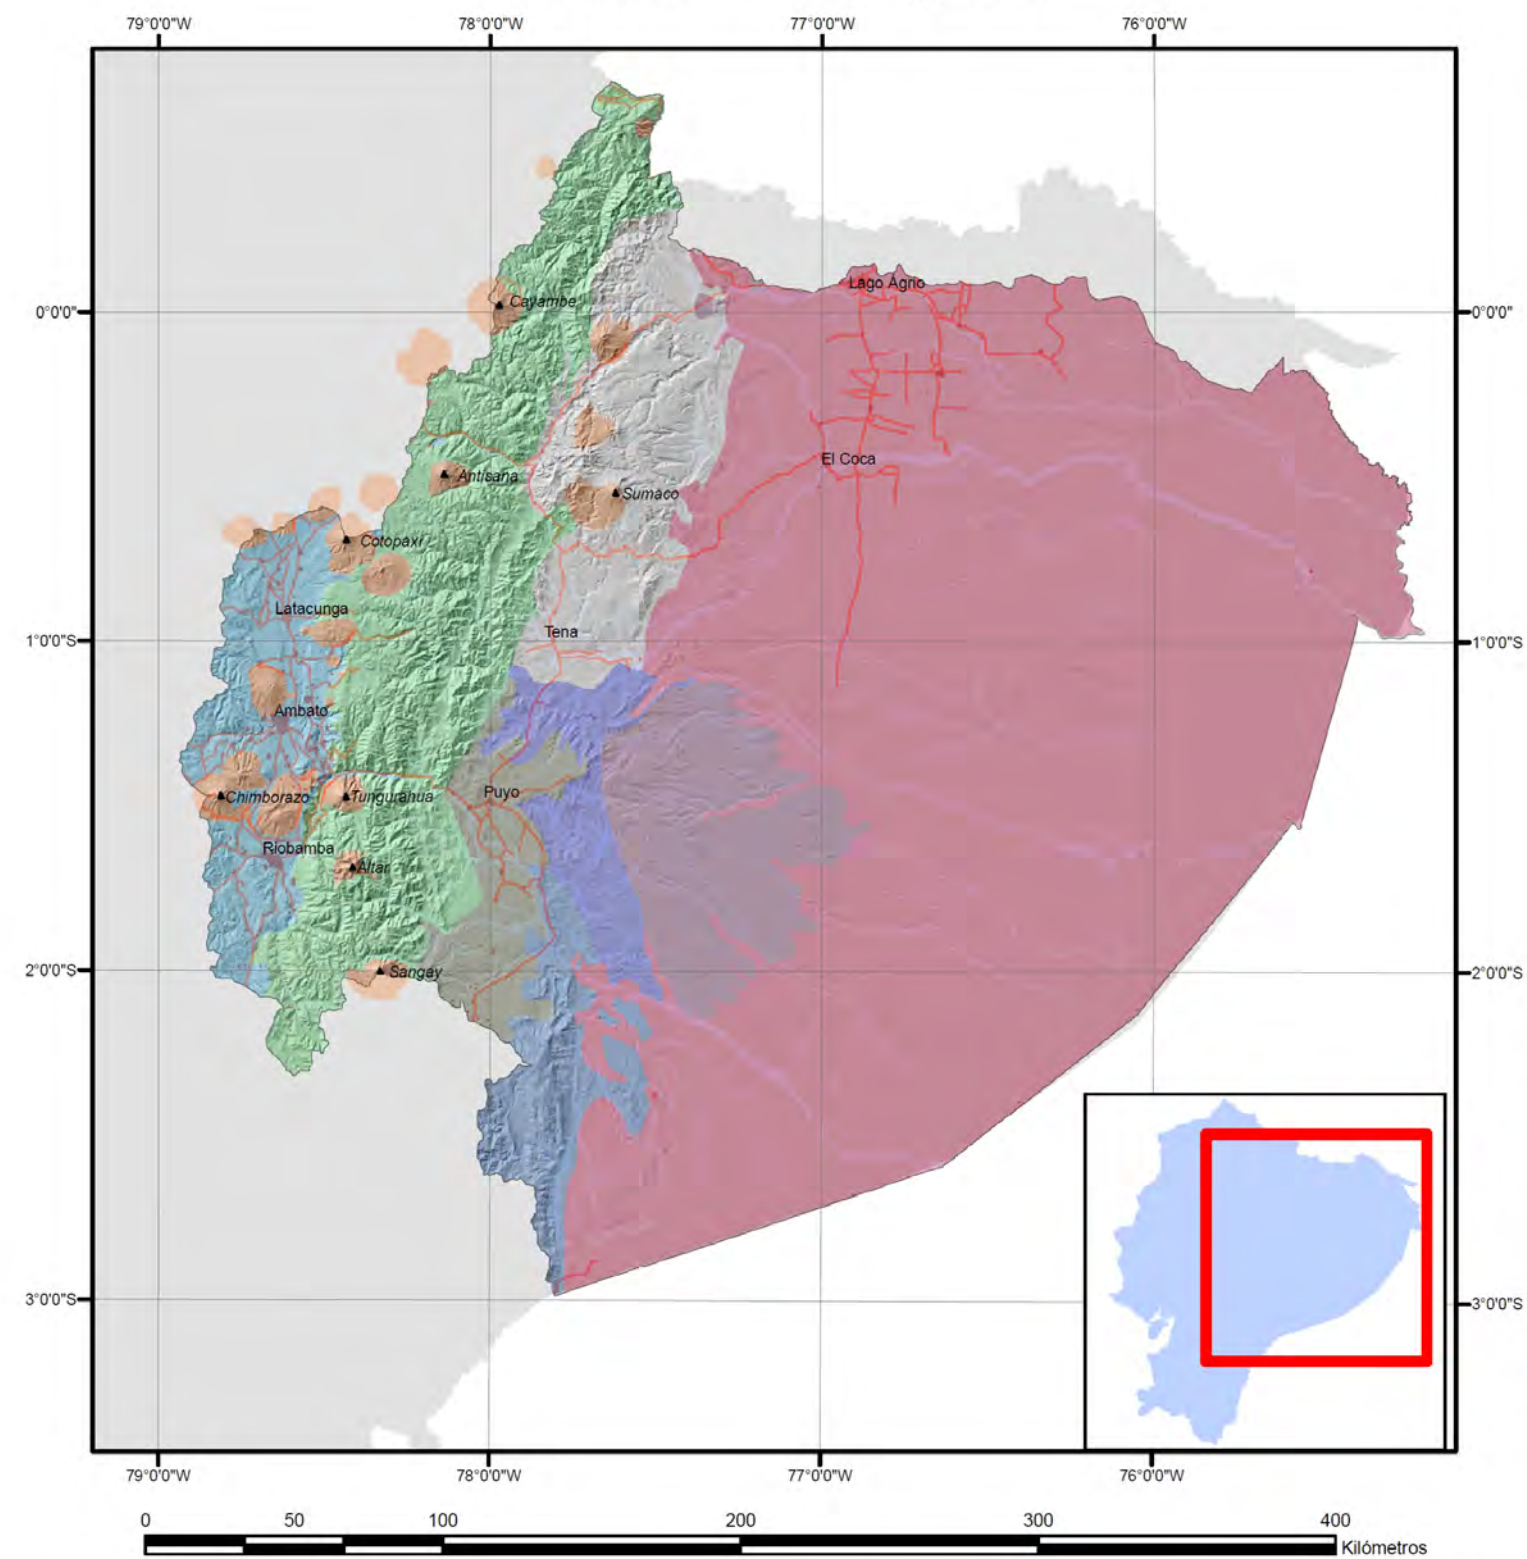 79°0'0"W 78°0'0"W 77°0'0"W 76°0'0"W
Lago Agrio
Cayambe
0°0'0" 0°0'0"
El Coca
Antisana
Sumaco
Cotopaxi
Latacunga
Tena
1°0'0"S 1°0'0"S
Ambato
Puyo
Chimborazo Tungurahua
Riobamba
Altar
Sangay
2°0'0"S 2°0'0"S
3°0'0"S 3°0'0"S
79°0'0"W 78°0'0"W 77°0'0"W 76°0'0"W
0 50 100 200 300 400
Kilómetros